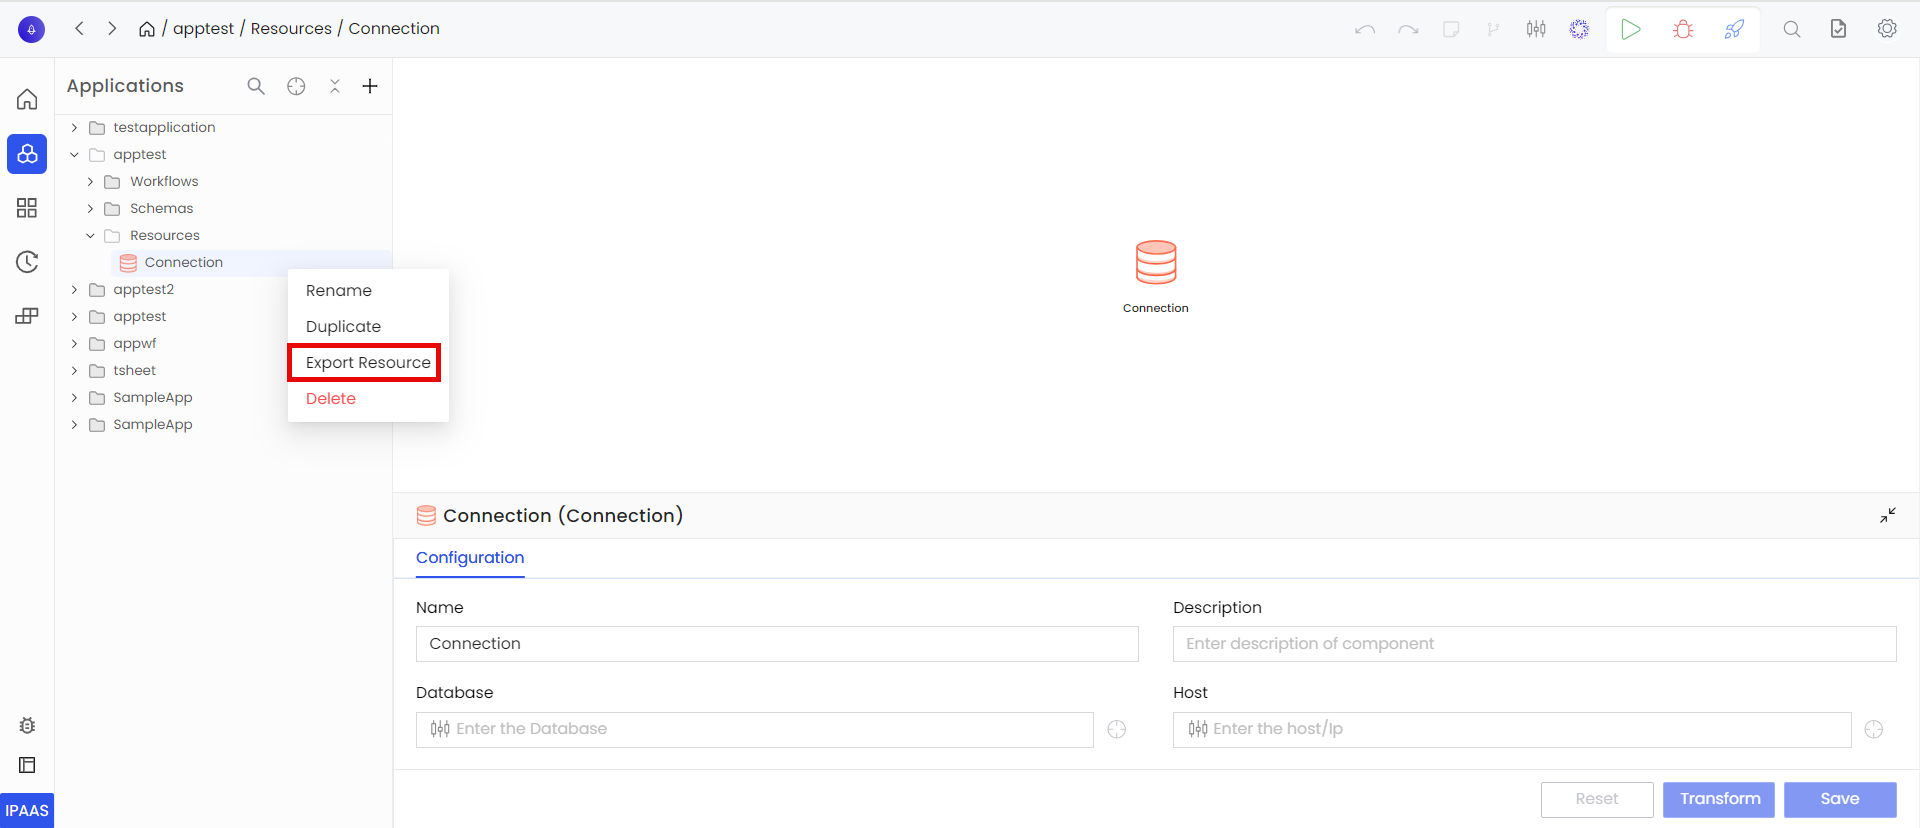 / apptest / Resources / Connection
Applications
testapplication
apptest
Workflows
Schemas
Resources
Connection
apptest2
apptest
appwf
tsheet
SampleApp
SampleApp
Rename
Duplicate
Export Resource
Delete
Connection
Connection (Connection)
Configuration
Name
Description
Connection
Enter description of component
Database
Host
Enter the Database
Enter the host/Ip
Reset
Transform
Save
IPAAS